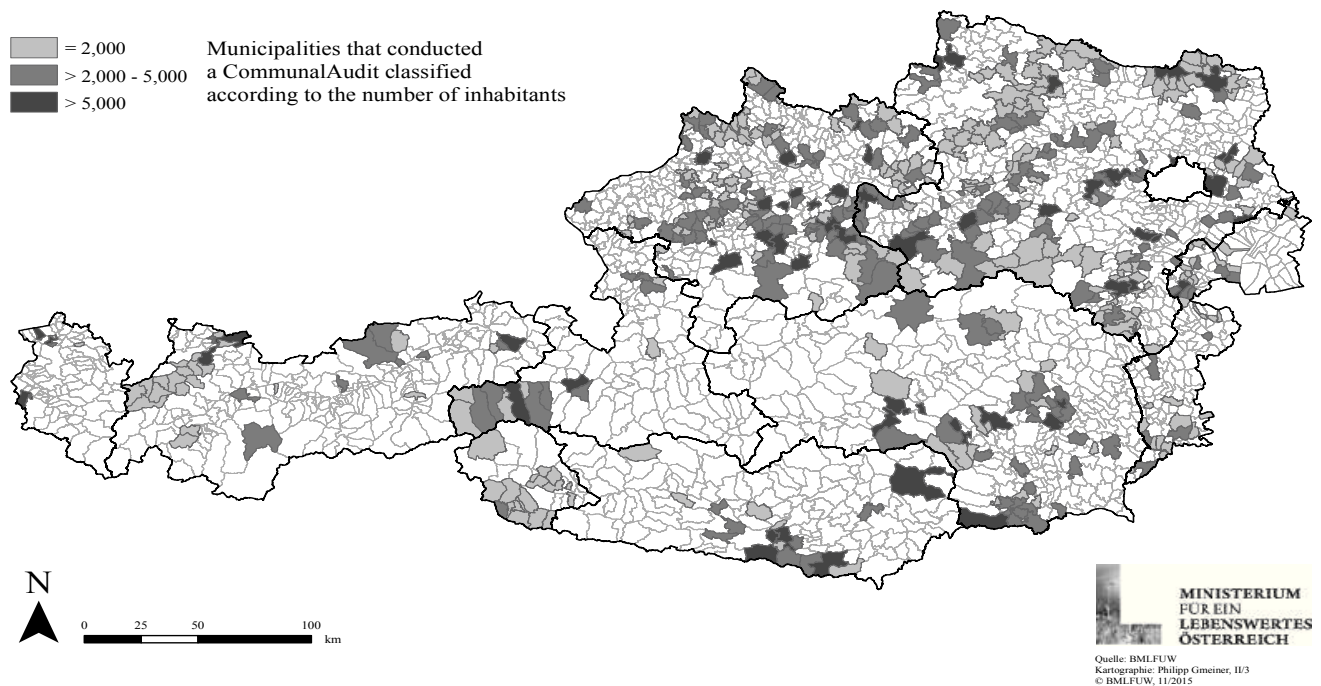 = 2,000
> 2,000 - 5,000
> 5,000
Municipalities that conducted
a CommunalAudit classified
according to the number of inhabitants
N
0 25 50 100
km
MINISTERIUM
FÜR EIN
LEBENSWERTES
ÖSTERREICH
Quelle: BMLFUW
Kartographie: Philipp Gmeiner, II/3
© BMLFUW, 11/2015